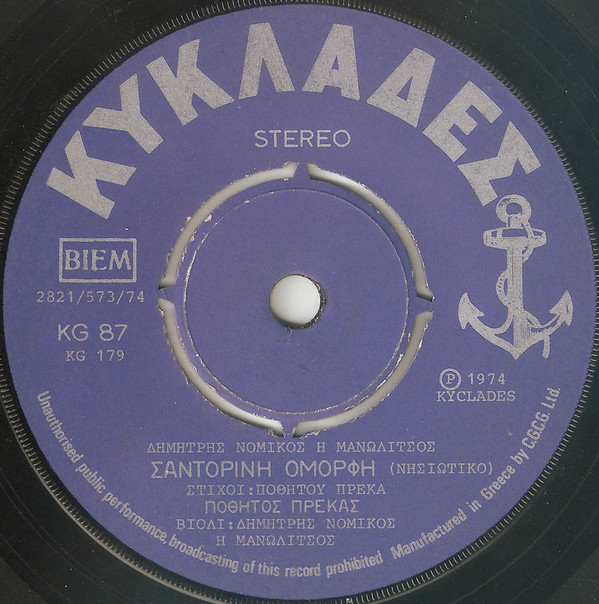 ΚΥΚΛΑΔΕΣ
STEREO
BIEM
2821/573/74
KG 87
KG 179
Ⓟ 1974
KYCLADES
ΔΗΜΗΤΡΗΣ ΝΟΜΙΚΟΣ Η ΜΑΝΩΛΙΤΣΟΣ
ΣΑΝΤΟΡΙΝΗ ΟΜΟΡΦΗ (ΝΗΣΙΩΤΙΚΟ)
ΣΤΙΧΟΙ:ΠΟΘΗΤΟΥ ΠΡΕΚΑ
ΠΟΘΗΤΟΣ ΠΡΕΚΑΣ
ΒΙΟΛΙ:ΔΗΜΗΤΡΗΣ ΝΟΜΙΚΟΣ
Η ΜΑΝΩΛΙΤΣΟΣ
Unauthorised public performance, broadcasting of this record prohibited Manufactured in Greece by C.G.C.G. Ltd.